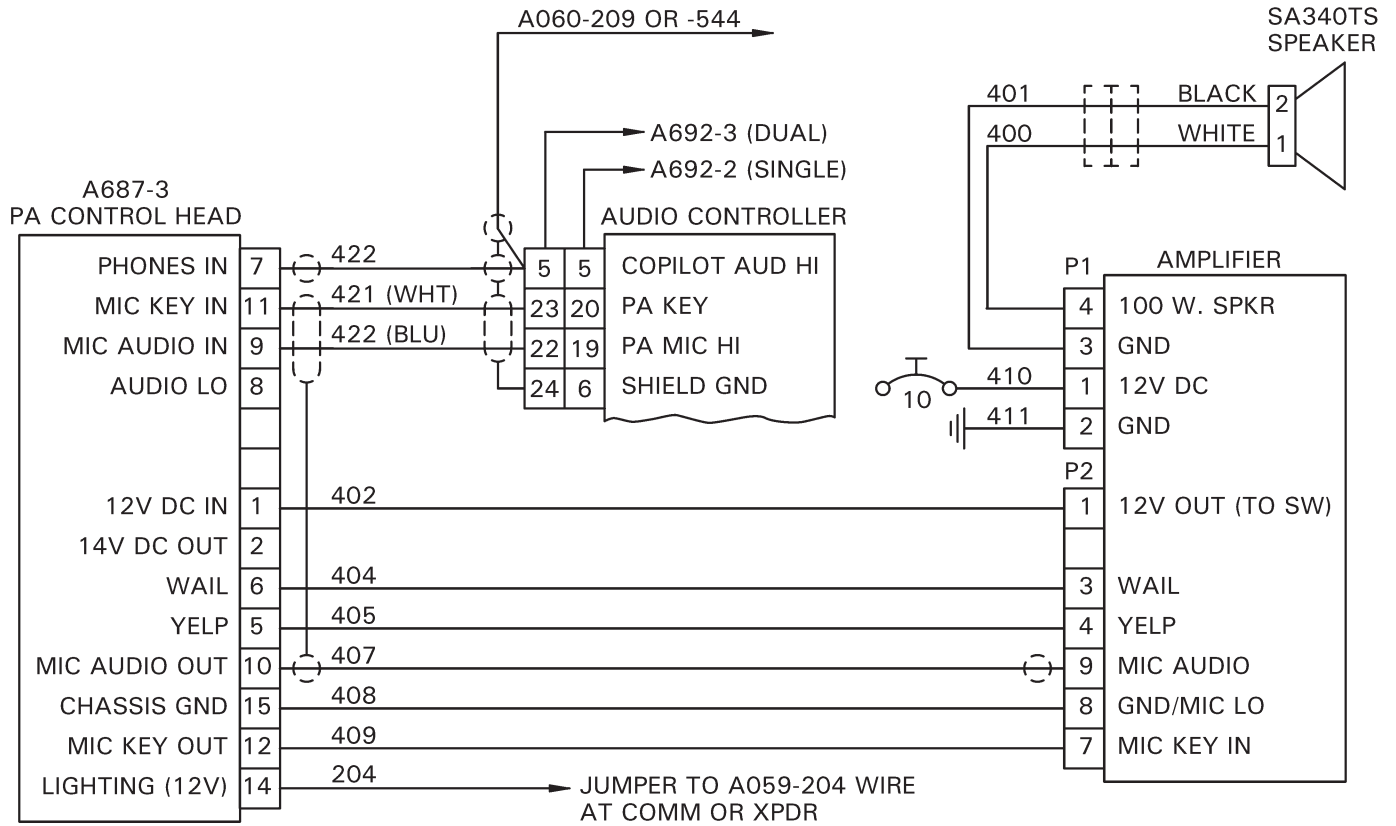 A060-209 OR -544
SA340TS
SPEAKER
401
BLACK
2
400
WHITE
1
A692-3 (DUAL)
A692-2 (SINGLE)
A687-3
PA CONTROL HEAD
AUDIO CONTROLLER
PHONES IN 7 422 5 5 COPILOT AUD HI
MIC KEY IN 11 421 (WHT) 23 20 PA KEY
MIC AUDIO IN 9 422 (BLU) 22 19 PA MIC HI
AUDIO LO 8 24 6 SHIELD GND
P1 AMPLIFIER
4 100 W. SPKR
3 GND
10 410 1 12V DC
411 2 GND
P2
12V DC IN 1 402 1 12V OUT (TO SW)
14V DC OUT 2
WAIL 6 404 3 WAIL
YELP 5 405 4 YELP
MIC AUDIO OUT 10 407 9 MIC AUDIO
CHASSIS GND 15 408 8 GND/MIC LO
MIC KEY OUT 12 409 7 MIC KEY IN
LIGHTING (12V) 14 204 JUMPER TO A059-204 WIRE
AT COMM OR XPDR